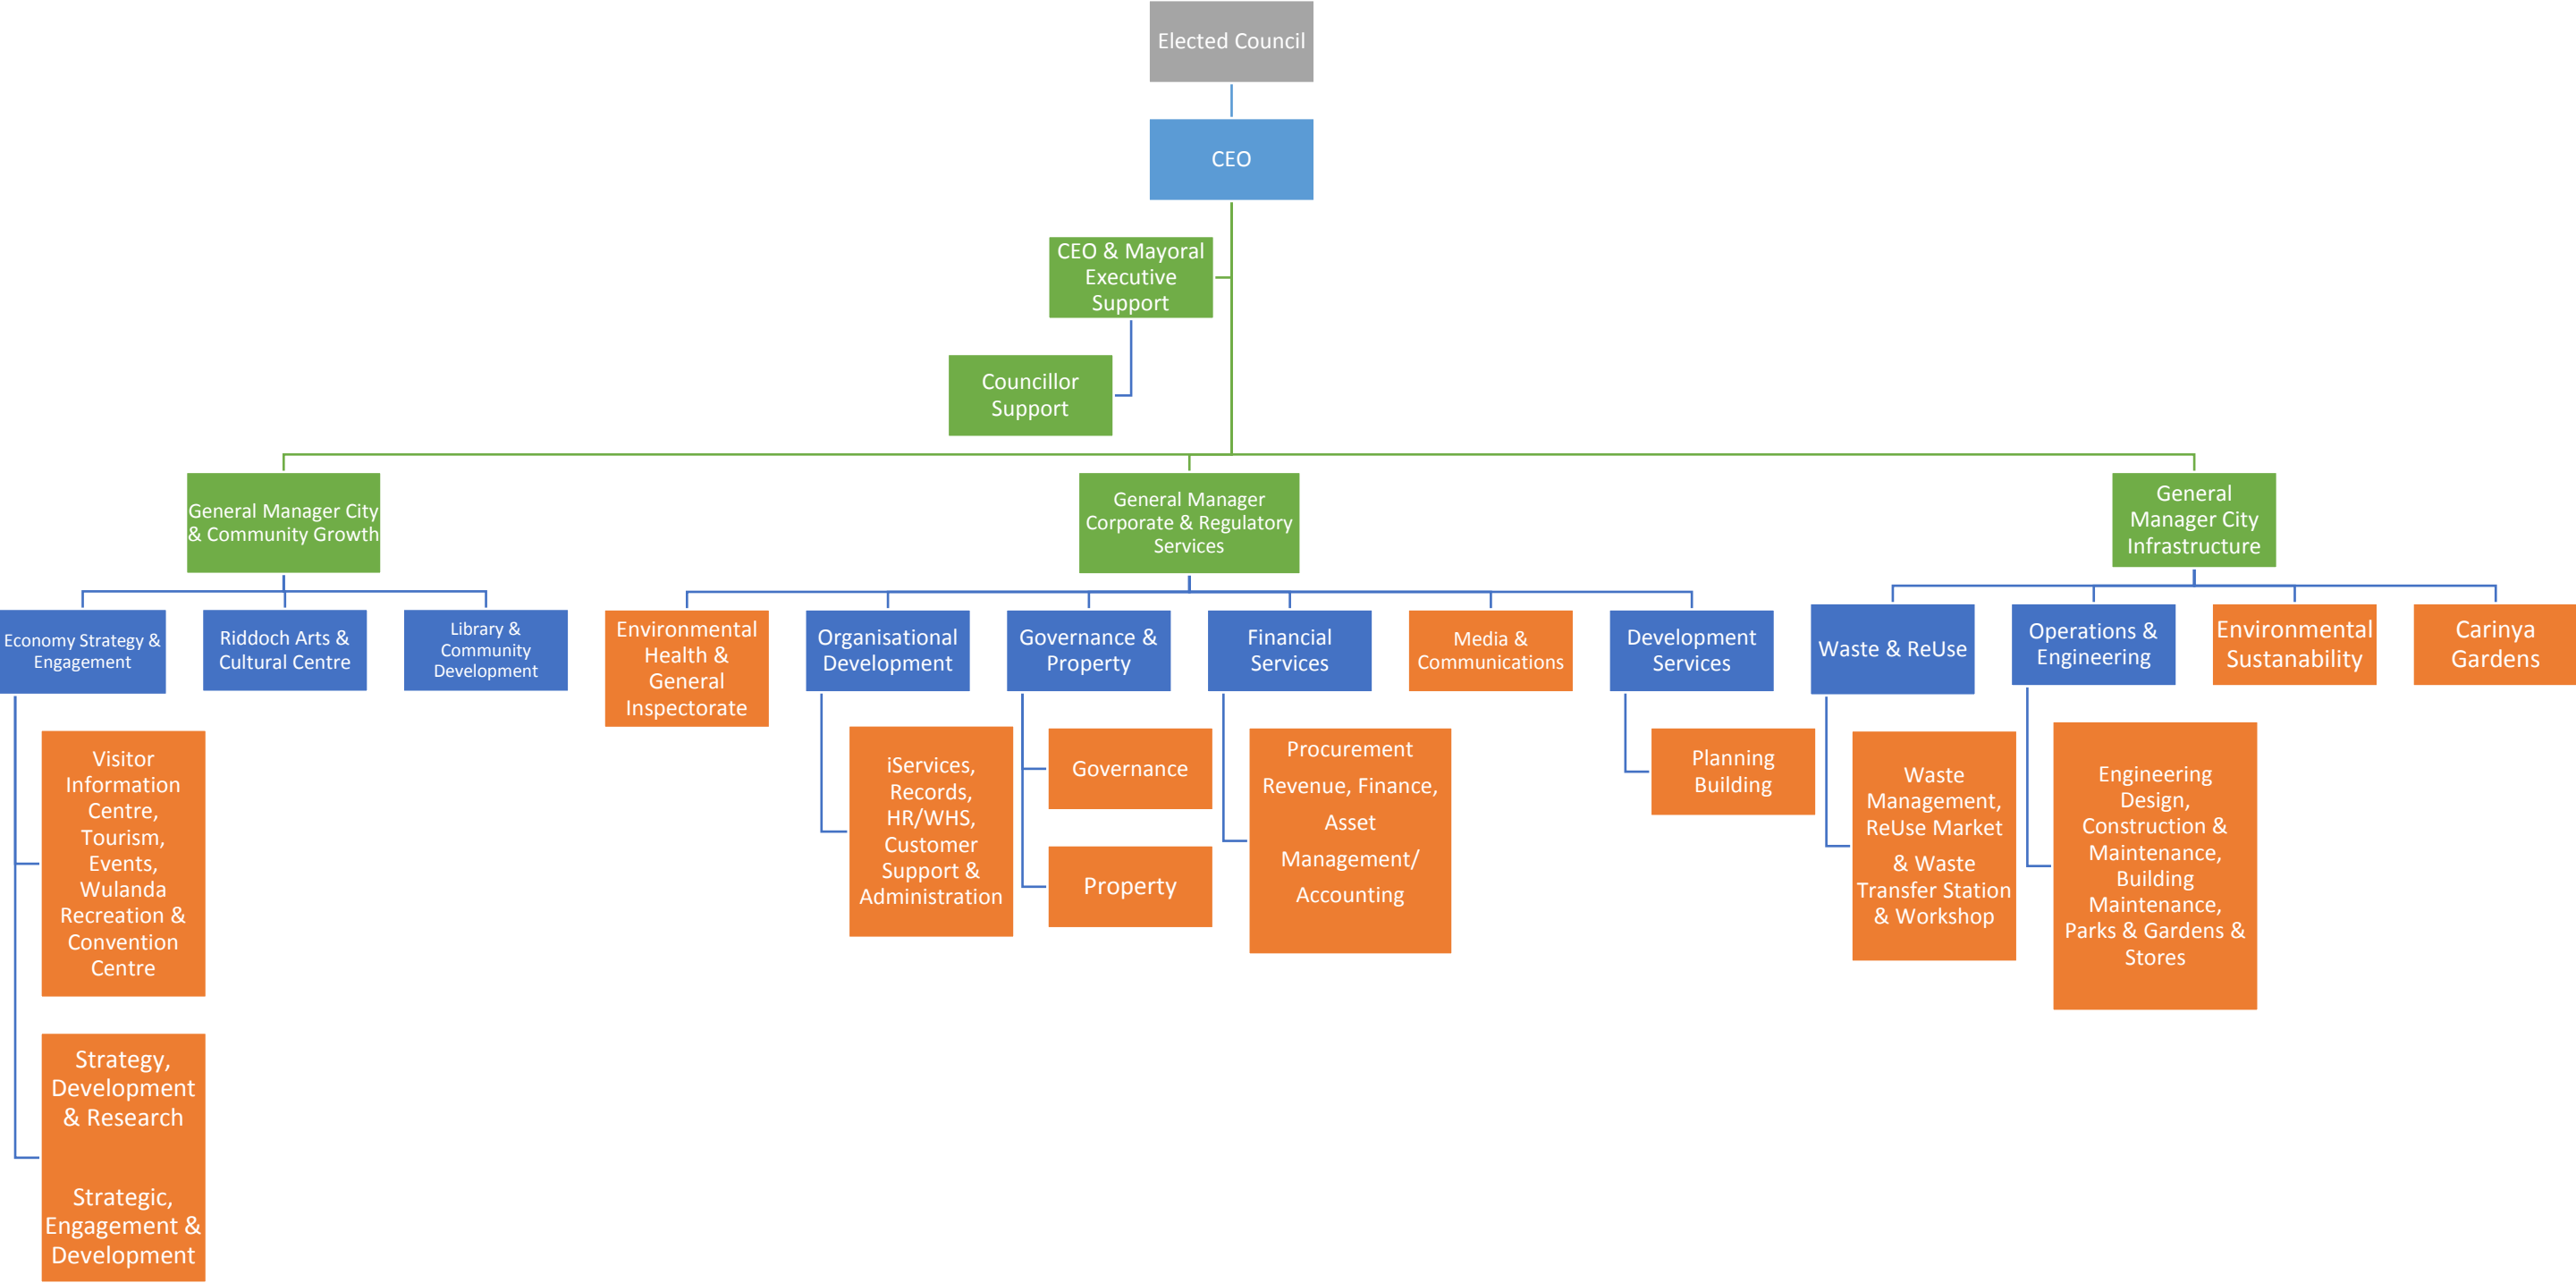 Elected Council
CEO
CEO & Mayoral
Executive
Support
Councillor
Support
General Manager City
& Community Growth
General Manager
Corporate & Regulatory
Services
General
Manager City
Infrastructure
Economy Strategy &
Engagement
Riddoch Arts &
Cultural Centre
Library &
Community
Development
Environmental
Health &
General
Inspectorate
Organisational
Development
Governance &
Property
Financial
Services
Media &
Communications
Development
Services
Waste & ReUse
Operations &
Engineering
Environmental
Sustanability
Carinya
Gardens
Visitor
Information
Centre,
Tourism,
Events,
Wulanda
Recreation &
Convention
Centre
Strategy,
Development
& Research
Strategic,
Engagement &
Development
iServices,
Records,
HR/WHS,
Customer
Support &
Administration
Governance
Property
Procurement
Revenue, Finance,
Asset
Management/
Accounting
Planning
Building
Waste
Management,
ReUse Market
& Waste
Transfer Station
& Workshop
Engineering
Design,
Construction &
Maintenance,
Building
Maintenance,
Parks & Gardens &
Stores